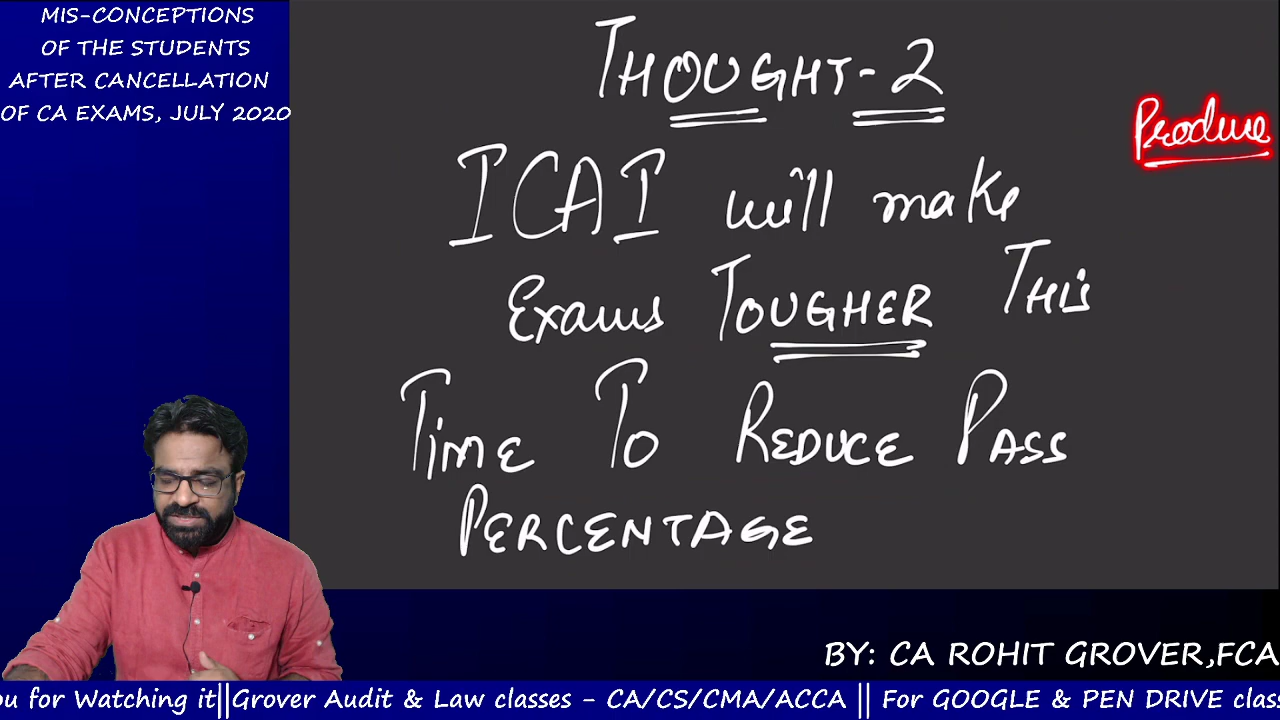 MIS-CONCEPTIONS
OF THE STUDENTS
AFTER CANCELLATION
OF CA EXAMS, JULY 2020
THOUGHT-2
Produce
ICAI will make
Exams TOUGHER THis
TiME TO REDUCE PASS
PERCENTAGE
BY: CA ROHIT GROVER,FCA
ou for Watching it||Grover Audit & Law classes - CA/CS/CMA/ACCA || For GOOGLE & PEN DRIVE clas